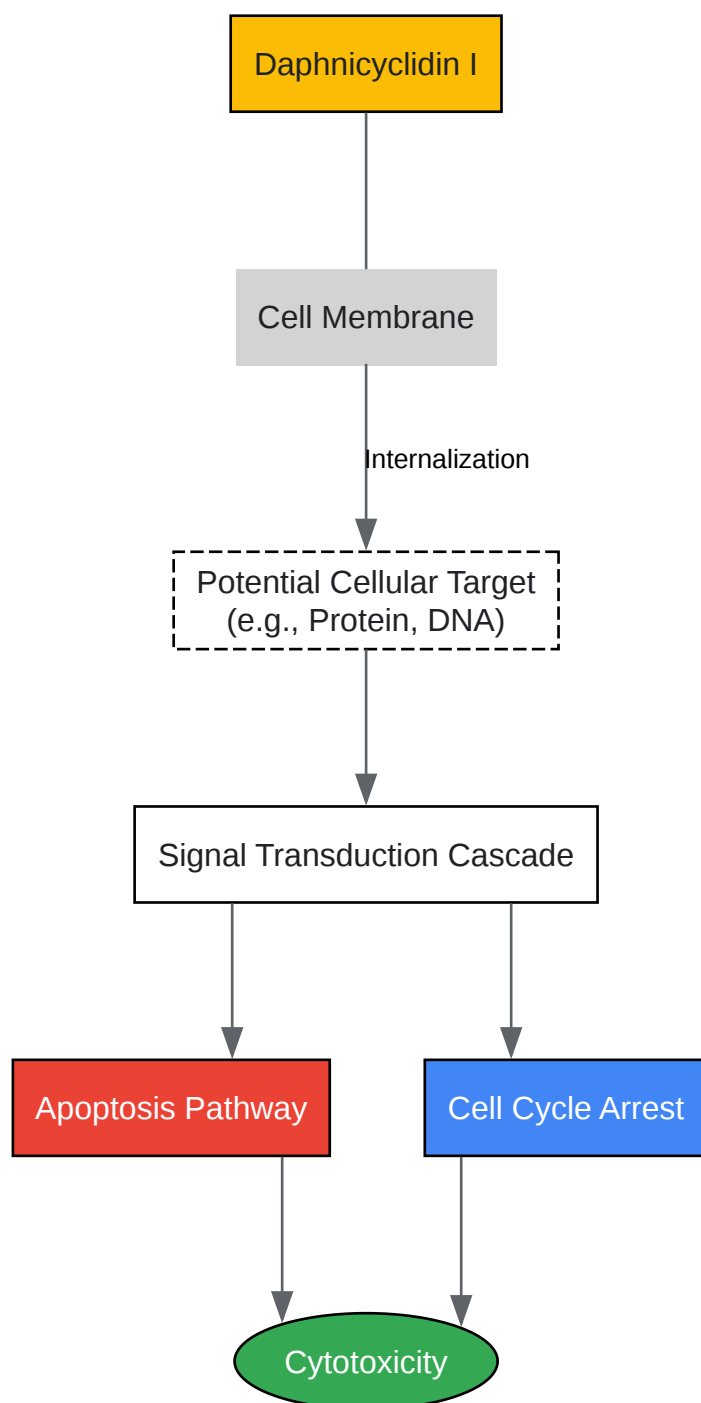 Daphnicyclidin I
Cell Membrane
Internalization
Potential Cellular Target
(e.g., Protein, DNA)
Signal Transduction Cascade
Apoptosis Pathway
Cell Cycle Arrest
Cytotoxicity